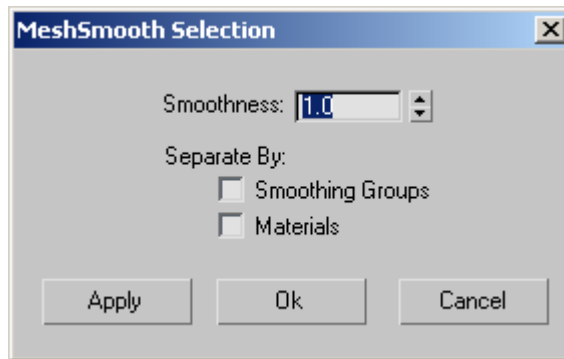 MeshSmooth Selection
Smoothness: 1.0
Separate By:
Smoothing Groups
Materials
Apply Ok Cancel